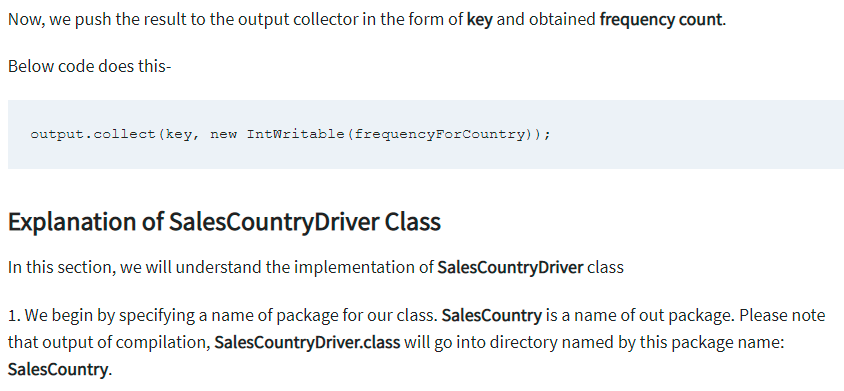 Now, we push the result to the output collector in the form of key and obtained frequency count.
Below code does this-
output.collect(key, new IntWritable(frequencyForCountry));
Explanation of SalesCountryDriver Class
In this section, we will understand the implementation of SalesCountryDriver class
1. We begin by specifying a name of package for our class. SalesCountry is a name of out package. Please note
that output of compilation, SalesCountryDriver.class will go into directory named by this package name:
SalesCountry.